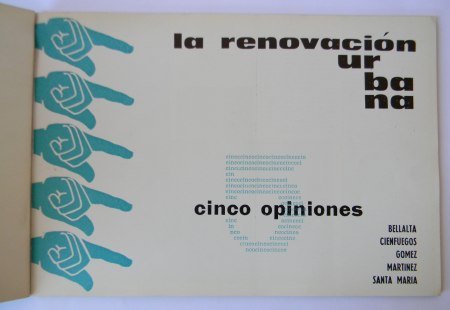 la renovación
ur
ba
na
cinco opiniones
BELLALTA
CIENFUEGOS
GOMEZ
MARTINEZ
SANTA MARIA